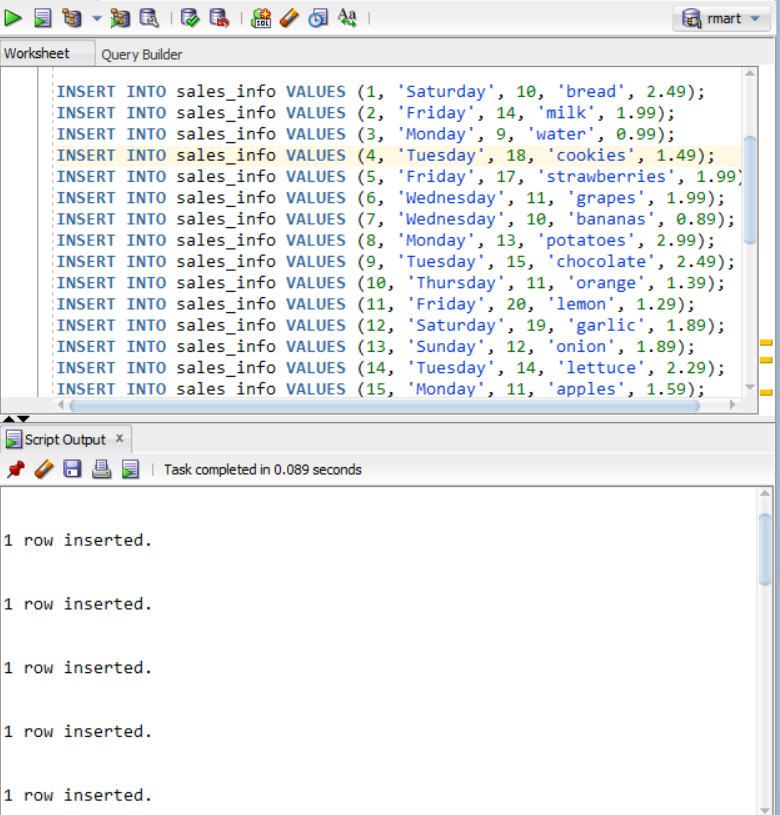 rmart
Worksheet Query Builder
INSERT INTO sales_info VALUES (1, 'Saturday', 10, 'bread', 2.49);
INSERT INTO sales_info VALUES (2, 'Friday', 14, 'milk', 1.99);
INSERT INTO sales_info VALUES (3, 'Monday', 9, 'water', 0.99);
INSERT INTO sales_info VALUES (4, 'Tuesday', 18, 'cookies', 1.49);
INSERT INTO sales_info VALUES (5, 'Friday', 17, 'strawberries', 1.99)
INSERT INTO sales_info VALUES (6, 'Wednesday', 11, 'grapes', 1.99);
INSERT INTO sales_info VALUES (7, 'Wednesday', 10, 'bananas', 0.89);
INSERT INTO sales_info VALUES (8, 'Monday', 13, 'potatoes', 2.99);
INSERT INTO sales_info VALUES (9, 'Tuesday', 15, 'chocolate', 2.49);
INSERT INTO sales_info VALUES (10, 'Thursday', 11, 'orange', 1.39);
INSERT INTO sales_info VALUES (11, 'Friday', 20, 'lemon', 1.29);
INSERT INTO sales_info VALUES (12, 'Saturday', 19, 'garlic', 1.89);
INSERT INTO sales_info VALUES (13, 'Sunday', 12, 'onion', 1.89);
INSERT INTO sales_info VALUES (14, 'Tuesday', 14, 'lettuce', 2.29);
INSERT INTO sales_info VALUES (15, 'Monday', 11, 'apples', 1.59);
Script Output x
Task completed in 0.089 seconds
1 row inserted.
1 row inserted.
1 row inserted.
1 row inserted.
1 row inserted.